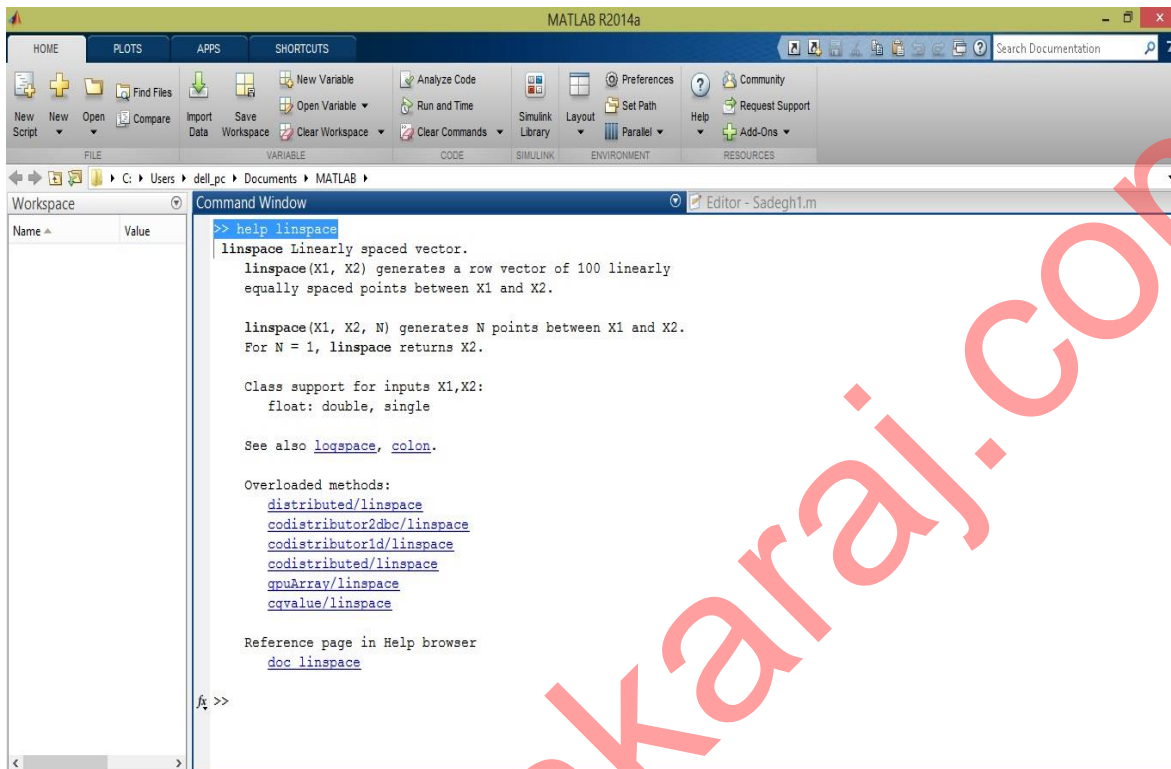 MATLAB R2014a
HOME PLOTS APPS SHORTCUTS
Search Documentation
New Script
New
Open
Find Files
Compare
FILE
Import Data
Save Workspace
New Variable
Open Variable
Clear Workspace
VARIABLE
Analyze Code
Run and Time
Clear Commands
CODE
Simulink Library
SIMULINK
Layout
Preferences
Set Path
Parallel
ENVIRONMENT
Help
Community
Request Support
Add-Ons
RESOURCES
C: Users dell_pc Documents MATLAB
Workspace
Name Value
Command Window
Editor - Sadegh1.m
>> help linspace
linspace Linearly spaced vector.
linspace(X1, X2) generates a row vector of 100 linearly
equally spaced points between X1 and X2.
linspace(X1, X2, N) generates N points between X1 and X2.
For N = 1, linspace returns X2.
Class support for inputs X1,X2:
float: double, single
See also logspace, colon.
Overloaded methods:
distributed/linspace
codistributor2dbc/linspace
codistributor1d/linspace
codistributed/linspace
gpuArray/linspace
cgvalue/linspace
Reference page in Help browser
doc linspace
fx >>
karaj.co